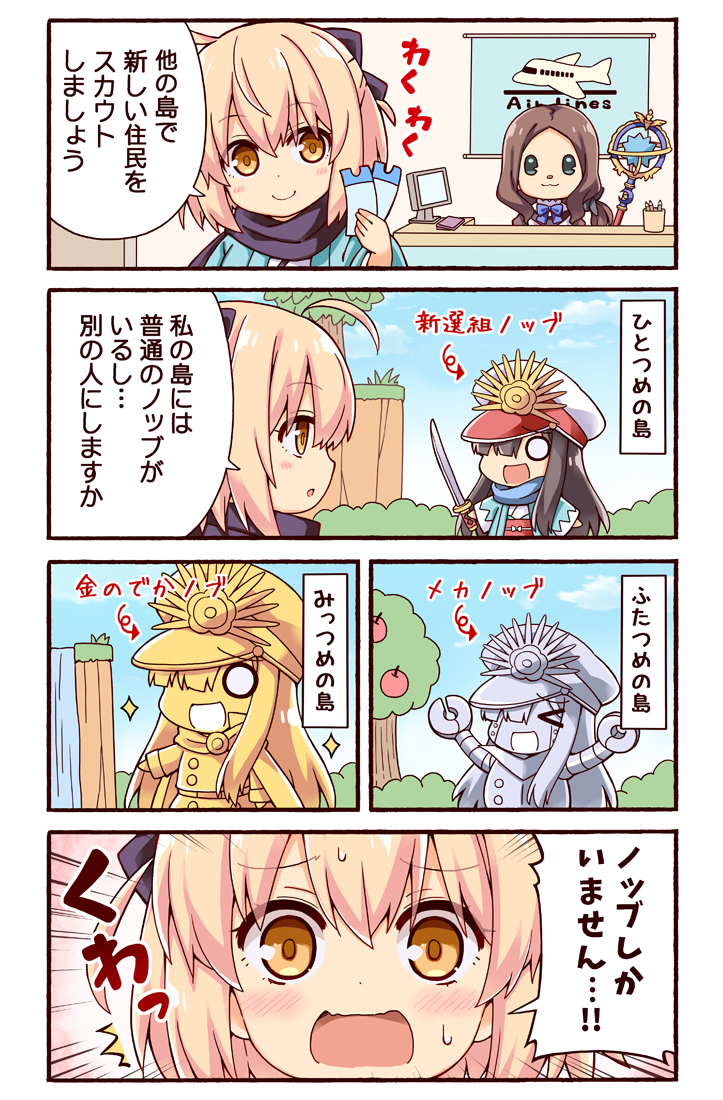 他の島で
新しい住民を
スカウト
しましょう
わくわく
Air lines
ひとつめの島
新選組ノッブ
私の島には
普通のノッブが
いるし…
別の人にしますか
ふたつめの島
メカノッブ
みっつめの島
金のでかノブ
ノッブしか
いません…!!
くわっ